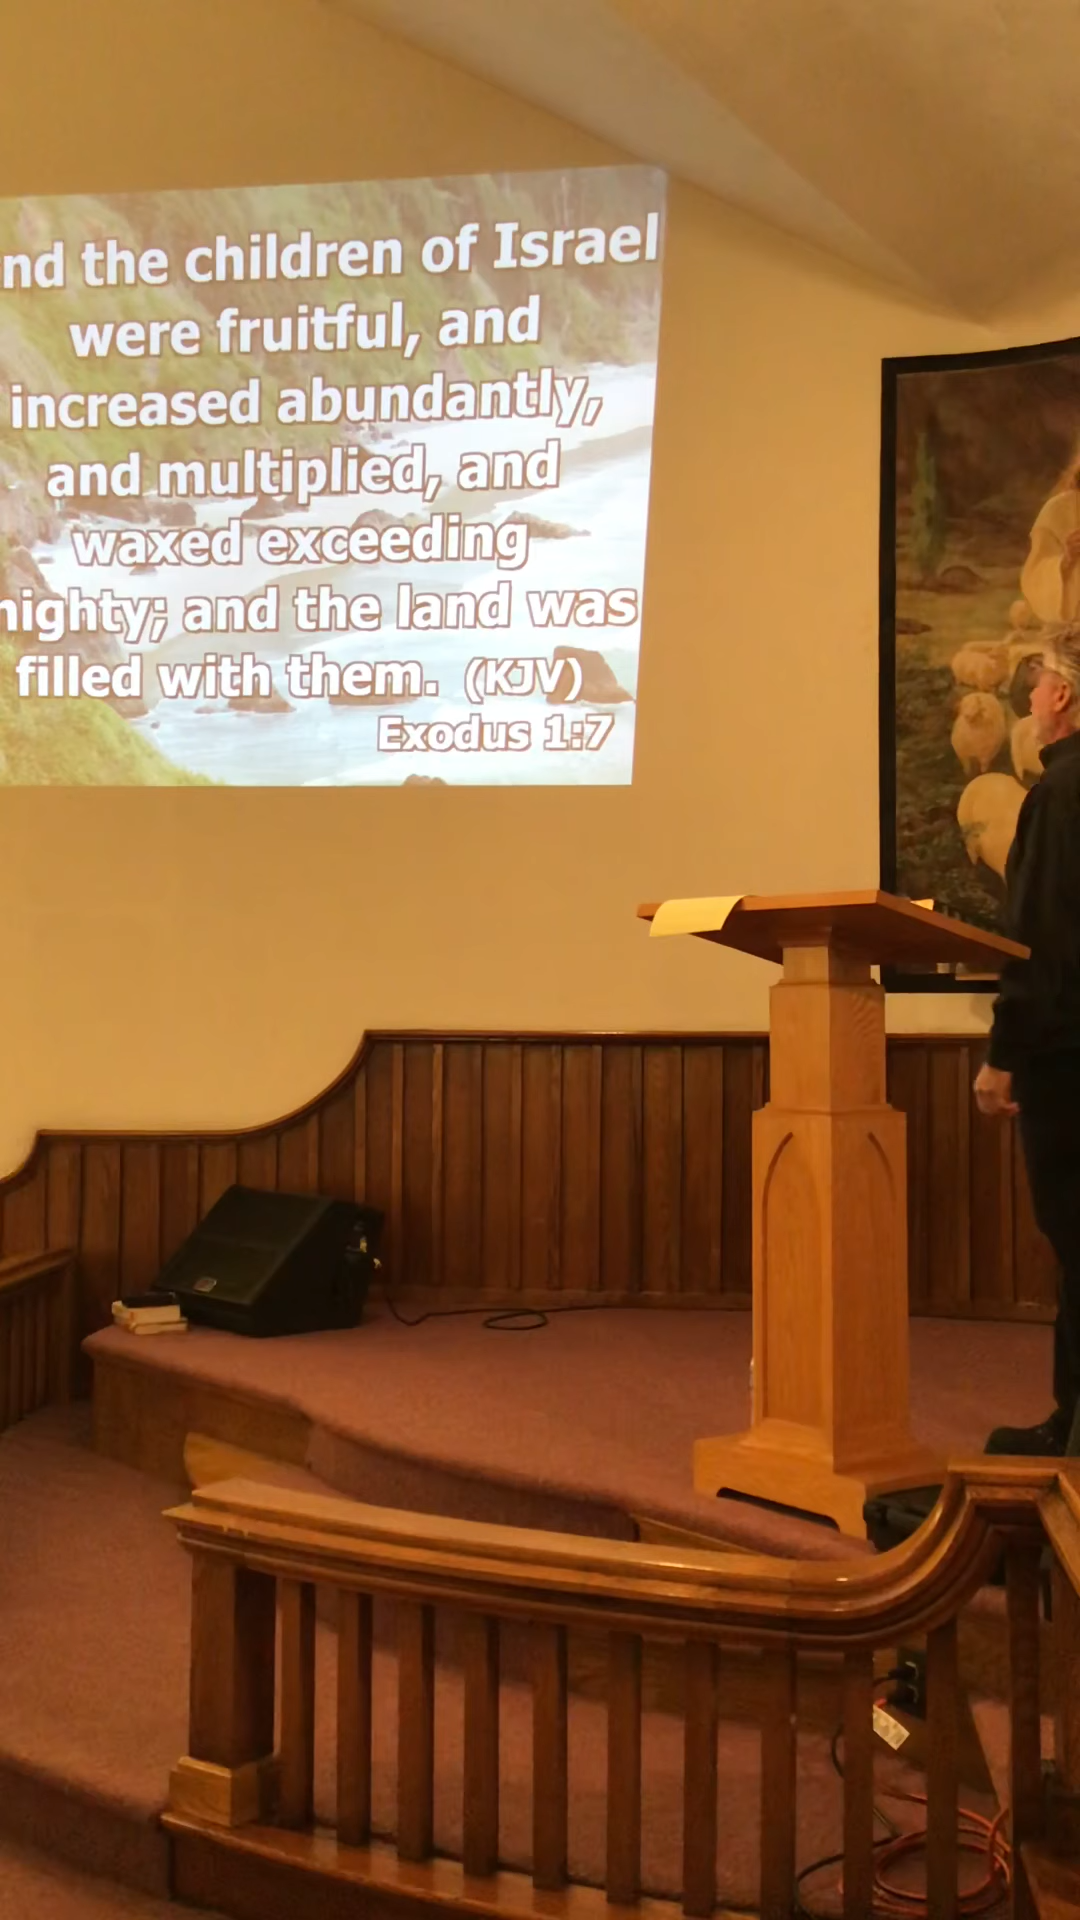 nd the children of Israel
were fruitful, and
increased abundantly,
and multiplied, and
waxed exceeding
mighty; and the land was
filled with them. (KJV)
Exodus 1:7